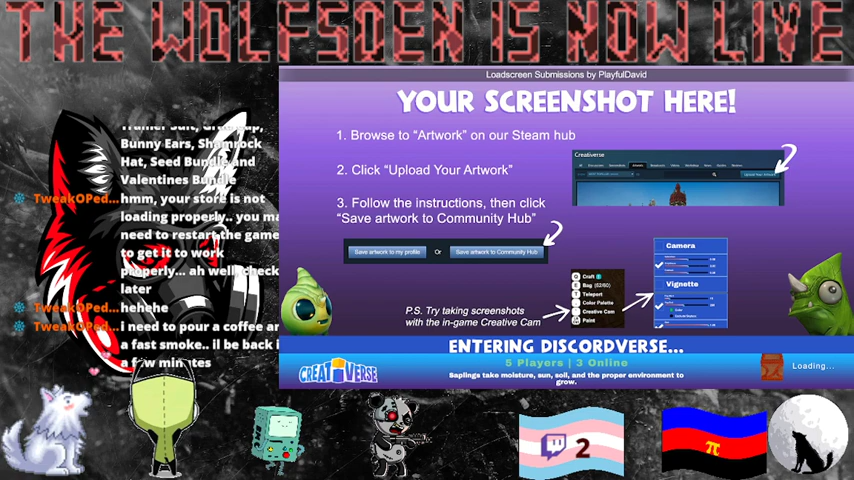 THE WOLFSDEN IS NOW LIVE
Loadscreen Submissions by PlayfulDavid
YOUR SCREENSHOT HERE!
1. Browse to “Artwork” on our Steam hub
2. Click “Upload Your Artwork”
3. Follow the instructions, then click
“Save artwork to Community Hub”
Creativerse
Upload Your Artwork
Save artwork to my profile Or Save artwork to Community Hub
Camera
Vignette
Craft
Bag (52/60)
Teleport
Color Palette
Creative Cam
Paint
P.S. Try taking screenshots
with the in-game Creative Cam
ENTERING DISCORDVERSE...
5 Players | 3 Online
Saplings take moisture, sun, soil, and the proper environment to
grow.
CREATIVERSE
Loading...
Bunny Ears, Shamrock
Hat, Seed Bundle and
Valentines Bundle
TweakOPed... hmm, your store is not
loading properly.. you ma
need to restart the game
to get it to work
properly... ah well, check
later
TweakOPed... hehehe
TweakOPed... i need to pour a coffee an
a fast smoke.. il be back i
a few minutes
2
π